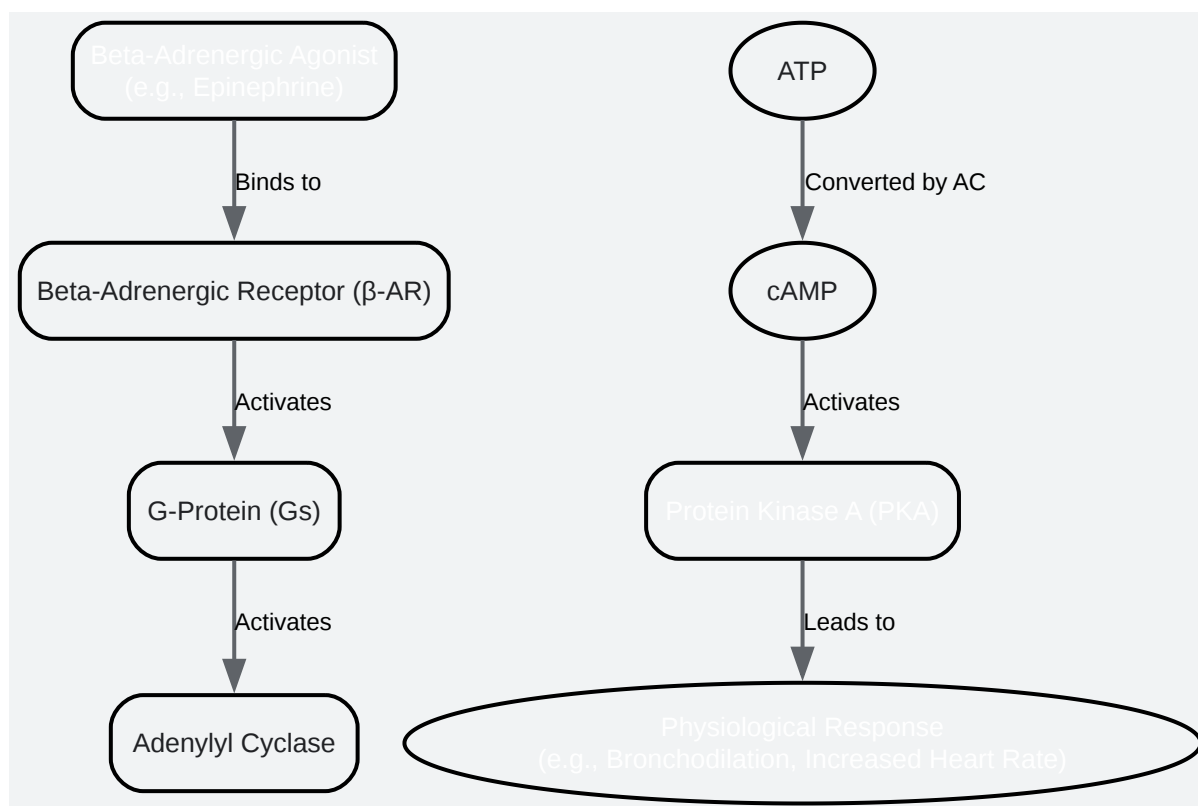 Beta-Adrenergic Agonist
(e.g., Epinephrine)
Binds to
Beta-Adrenergic Receptor (β-AR)
Activates
G-Protein (Gs)
Activates
Adenylyl Cyclase
ATP
Converted by AC
cAMP
Activates
Protein Kinase A (PKA)
Leads to
Physiological Response
(e.g., Bronchodilation, Increased Heart Rate)